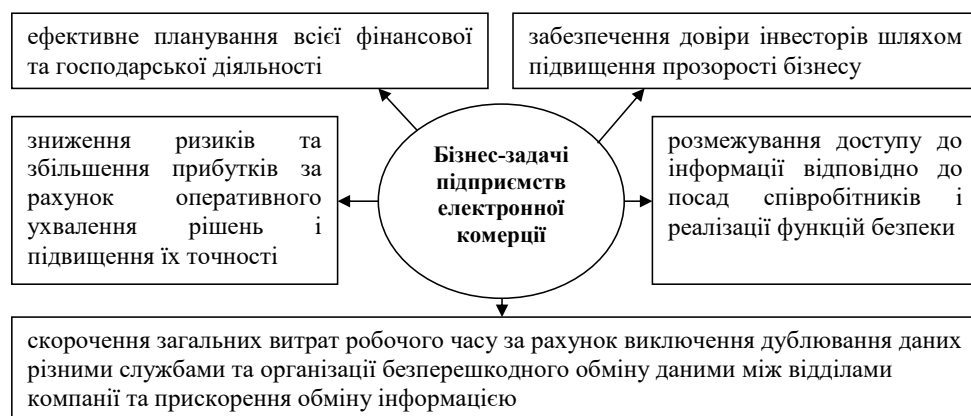 ефективне планування всієї фінансової
та господарської діяльності
забезпечення довіри інвесторів шляхом
підвищення прозорості бізнесу
зниження ризиків та
збільшення прибутків за
рахунок оперативного
ухвалення рішень і
підвищення їх точності
Бізнес-задачі
підприємств
електронної
комерції
розмежування доступу до
інформації відповідно до
посад співробітників і
реалізації функцій безпеки
скорочення загальних витрат робочого часу за рахунок виключення дублювання даних
різними службами та організації безперешкодного обміну даними між відділами
компанії та прискорення обміну інформацією